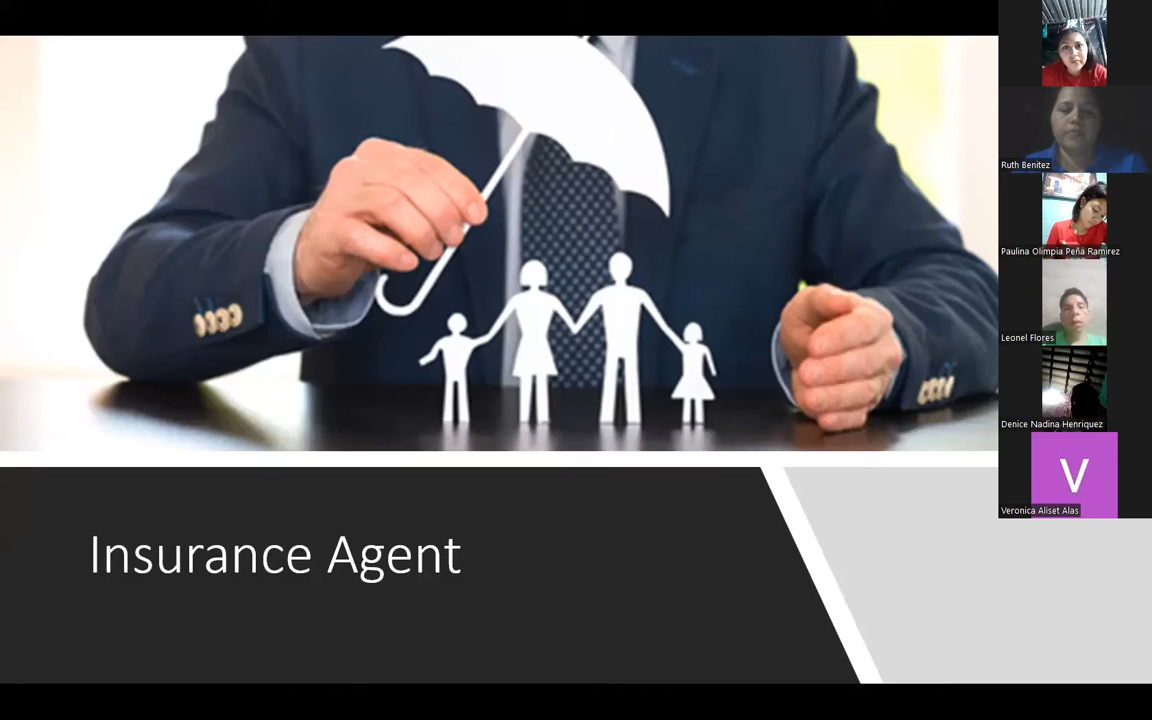 Ruth Benitez
Paulina Olimpia Peña Ramirez
Leonel Flores
Denice Nadina Henriquez
V
Veronica Aliset Alas
Insurance Agent